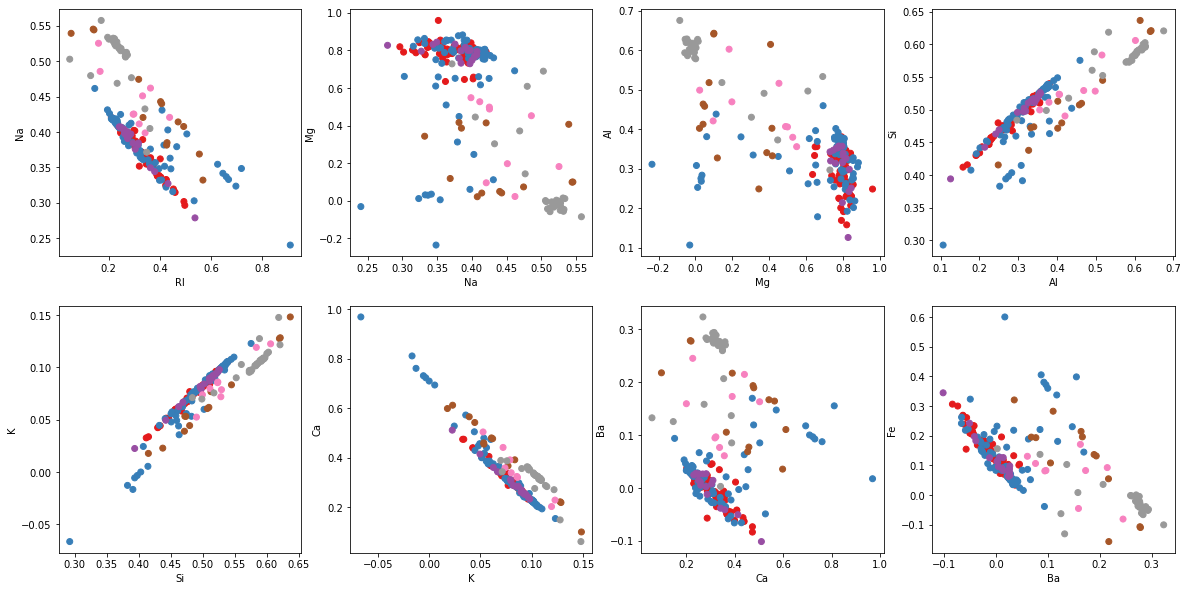 Na
0.55
0.50
0.45
0.40
0.35
0.30
0.25
0.2 0.4 0.6 0.8
RI
Mg
1.0
0.8
0.6
0.4
0.2
0.0
−0.2
0.25 0.30 0.35 0.40 0.45 0.50 0.55
Na
Al
0.7
0.6
0.5
0.4
0.3
0.2
0.1
−0.2 0.0 0.2 0.4 0.6 0.8 1.0
Mg
Si
0.65
0.60
0.55
0.50
0.45
0.40
0.35
0.30
0.1 0.2 0.3 0.4 0.5 0.6 0.7
Al
K
0.15
0.10
0.05
0.00
−0.05
0.30 0.35 0.40 0.45 0.50 0.55 0.60 0.65
Si
Ca
1.0
0.8
0.6
0.4
0.2
−0.05 0.00 0.05 0.10 0.15
K
Ba
0.3
0.2
0.1
0.0
−0.1
0.2 0.4 0.6 0.8 1.0
Ca
Fe
0.6
0.5
0.4
0.3
0.2
0.1
0.0
−0.1
−0.1 0.0 0.1 0.2 0.3
Ba